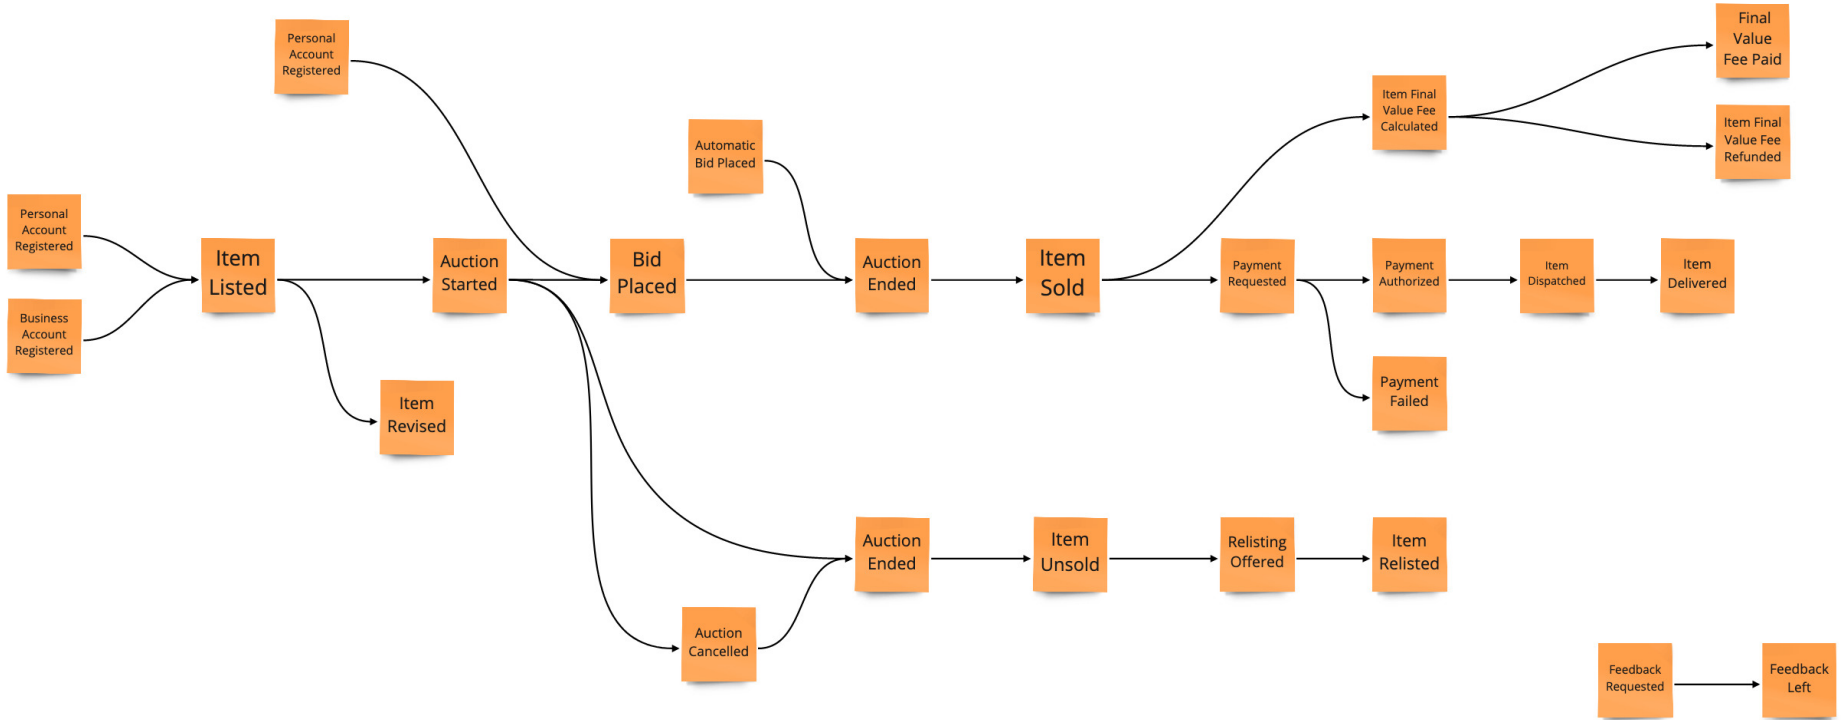 Personal
Account
Registered
Final
Value
Fee Paid
Item Final
Value Fee
Calculated
Item Final
Value Fee
Refunded
Automatic
Bid Placed
Personal
Account
Registered
Business
Account
Registered
Item
Listed
Auction
Started
Bid
Placed
Auction
Ended
Item
Sold
Payment
Requested
Payment
Authorized
Item
Dispatched
Item
Delivered
Item
Revised
Payment
Failed
Auction
Ended
Item
Unsold
Relisting
Offered
Item
Relisted
Auction
Cancelled
Feedback
Requested
Feedback
Left